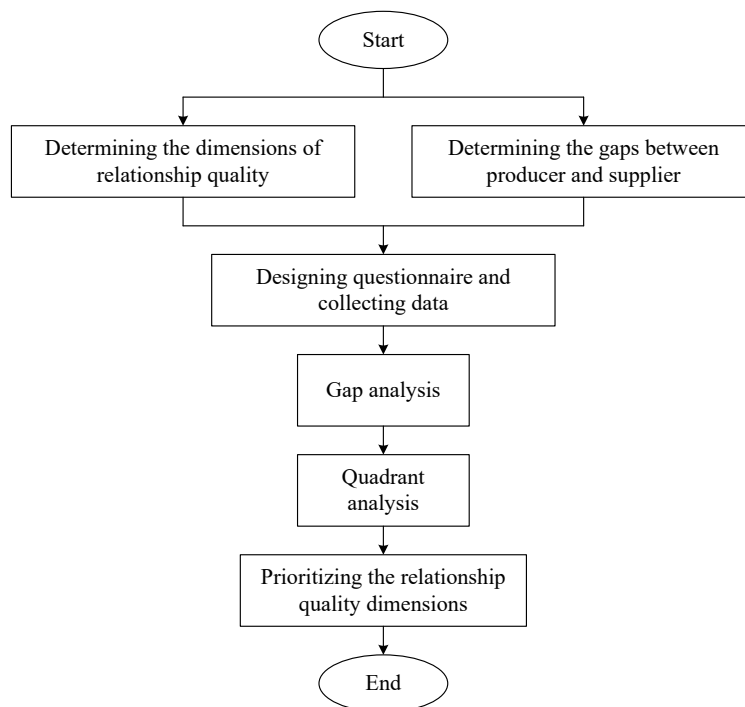 Start
Determining the dimensions of
relationship quality
Determining the gaps between
producer and supplier
Designing questionnaire and
collecting data
Gap analysis
Quadrant
analysis
Prioritizing the relationship
quality dimensions
End